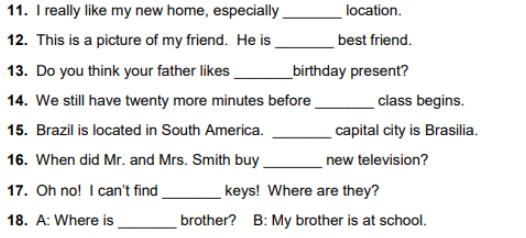 11. I really like my new home, especially _______ location.
12. This is a picture of my friend. He is _______ best friend.
13. Do you think your father likes _______birthday present?
14. We still have twenty more minutes before _______ class begins.
15. Brazil is located in South America. _______ capital city is Brasilia.
16. When did Mr. and Mrs. Smith buy _______ new television?
17. Oh no! I can't find _______ keys! Where are they?
18. A: Where is _______ brother? B: My brother is at school.